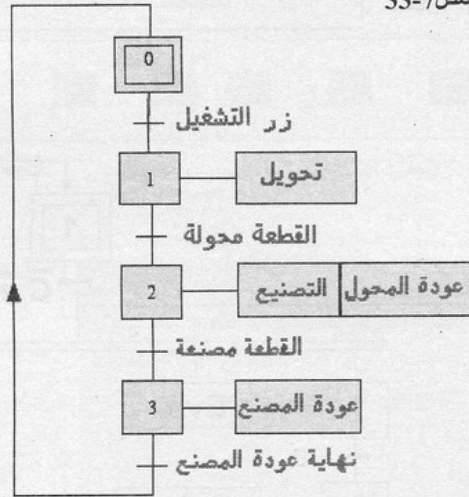 0
زر التشغيل
1 تحويل
القطعة محولة
2 التصنيع عودة المحول
القطعة مصنعة
3 عودة المصنع
نهاية عودة المصنع